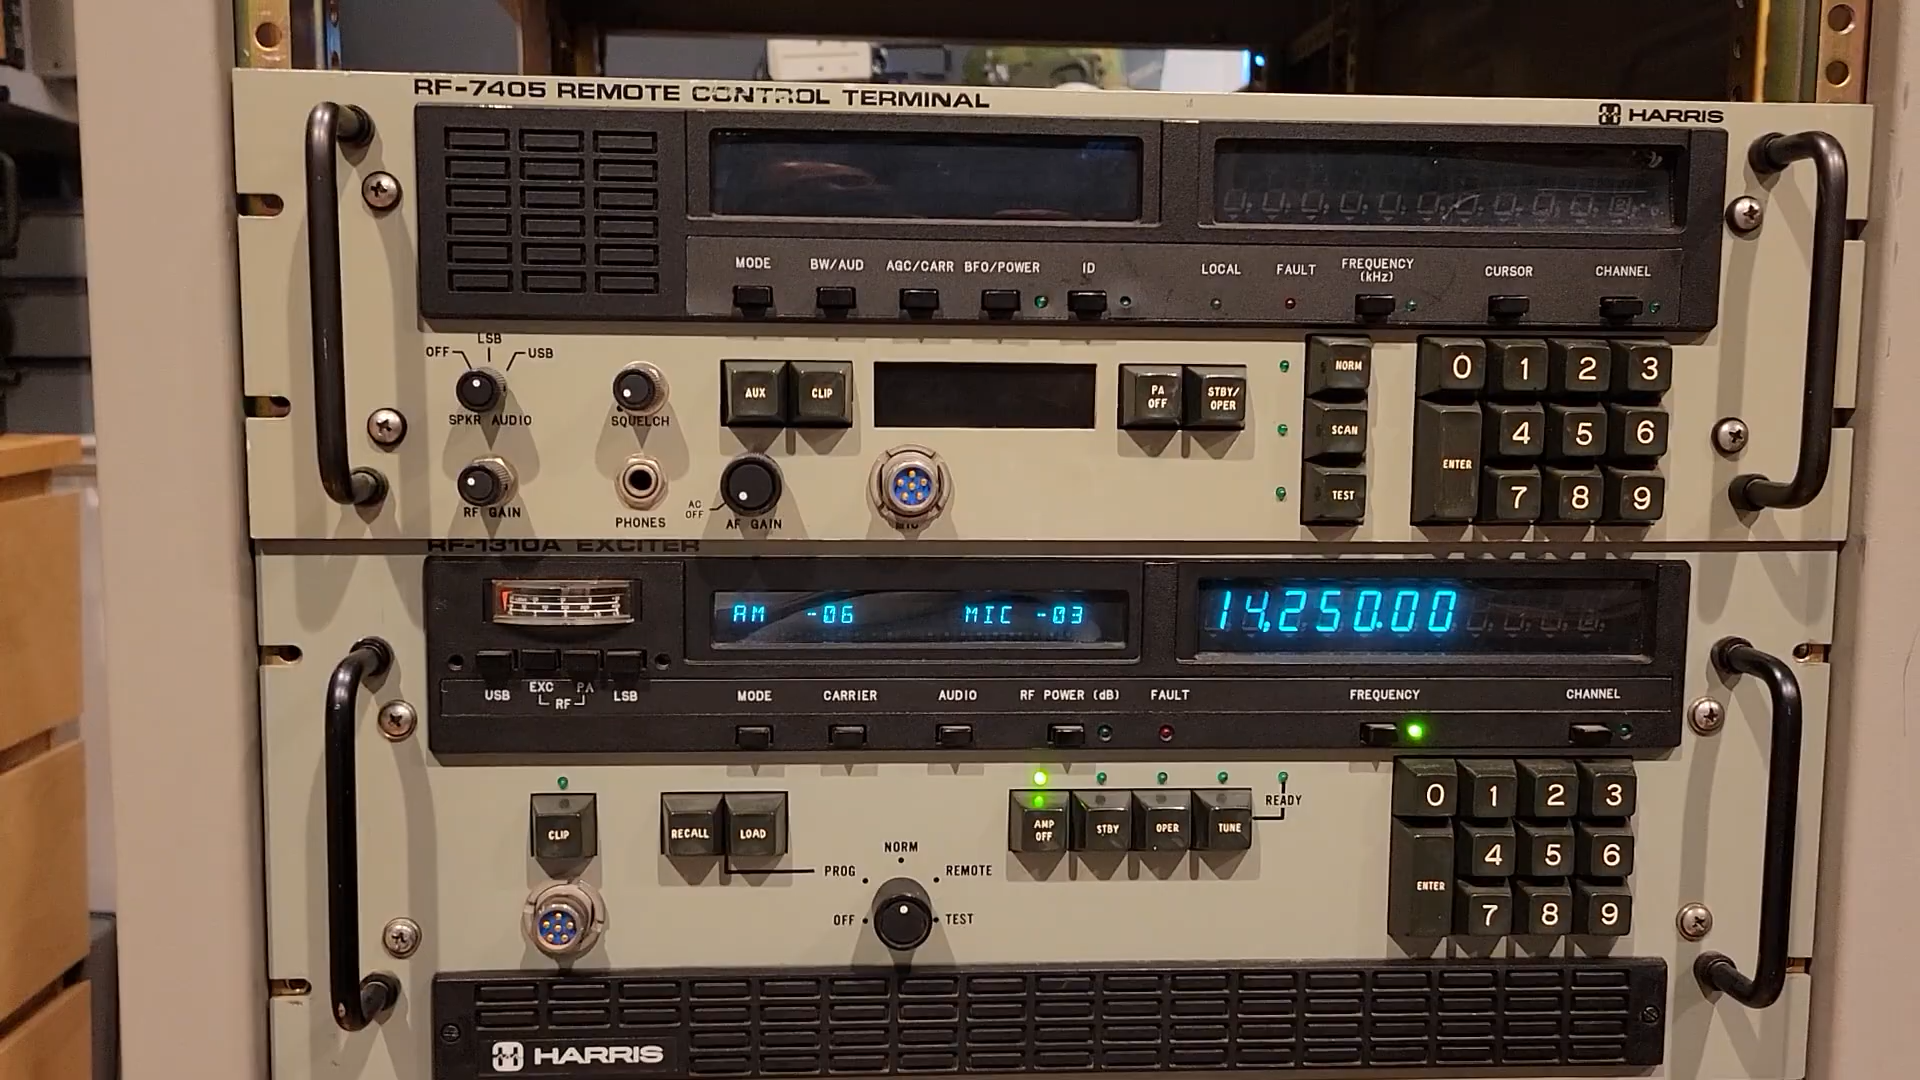 RF-7405 REMOTE CONTROL TERMINAL
HARRIS
MODE BW/AUD AGC/CARR BFO/POWER ID LOCAL FAULT FREQUENCY (kHz) CURSOR CHANNEL
OFF LSB USB
SPKR AUDIO
SQUELCH
AUX CLIP
PA OFF
STBY/ OPER
NORM
SCAN
TEST
0 1 2 3
4 5 6
ENTER
7 8 9
RF GAIN
PHONES
AC OFF
AF GAIN
MIC
RF-1310A EXCITER
AM -06 MIC -03
14,250.00
USB EXC PA LSB
RF
MODE CARRIER AUDIO RF POWER (dB) FAULT FREQUENCY CHANNEL
CLIP
RECALL LOAD
PROG
NORM
REMOTE
OFF
TEST
AMP OFF
STBY
OPER
TUNE
READY
0 1 2 3
4 5 6
ENTER
7 8 9
HARRIS